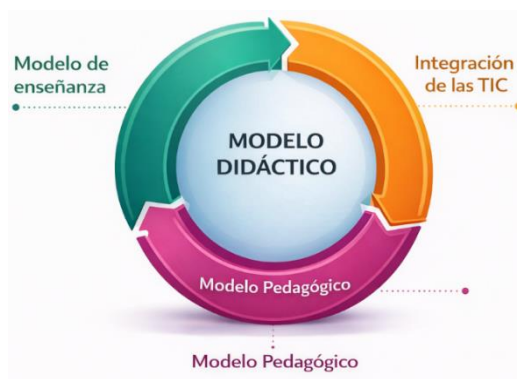 Modelo de
enseñanza
Integración
de las TIC
MODELO
DIDÁCTICO
Modelo Pedagógico
Modelo Pedagógico